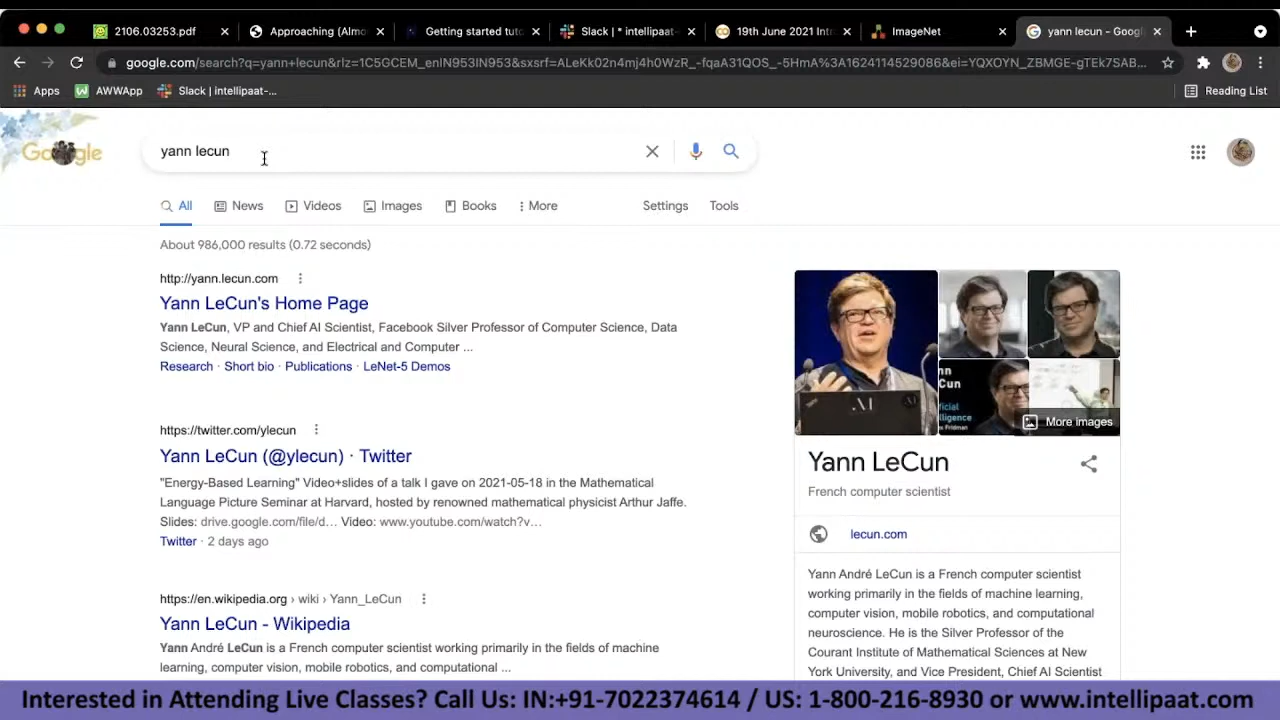 2106.03253.pdf
Approaching (Almo
Getting started tuto
Slack | * intellipaat-
19th June 2021 Intr
ImageNet
yann lecun - Googl
google.com/search?q=yann+lecun&rlz=1C5GCEM_enIN953IN953&sxsrf=ALeKk02n4mj4h0WzR_-fqaA31QOS_-5HmA%3A1624114529086&ei=YQXOYN_ZBMGE-gTEk7SAB...
Apps
AWWApp
Slack | intellipaat-...
Reading List
Google
yann lecun
All
News
Videos
Images
Books
More
Settings
Tools
About 986,000 results (0.72 seconds)
http://yann.lecun.com
Yann LeCun's Home Page
Yann LeCun, VP and Chief AI Scientist, Facebook Silver Professor of Computer Science, Data
Science, Neural Science, and Electrical and Computer ...
Research · Short bio · Publications · LeNet-5 Demos
https://twitter.com/ylecun
Yann LeCun (@ylecun) · Twitter
"Energy-Based Learning" Video+slides of a talk I gave on 2021-05-18 in the Mathematical
Language Picture Seminar at Harvard, hosted by renowned mathematical physicist Arthur Jaffe.
Slides: drive.google.com/file/d… Video: www.youtube.com/watch?v…
Twitter · 2 days ago
https://en.wikipedia.org › wiki › Yann_LeCun
Yann LeCun - Wikipedia
Yann André LeCun is a French computer scientist working primarily in the fields of machine
learning, computer vision, mobile robotics, and computational ...
AI
More images
Yann LeCun
French computer scientist
lecun.com
Yann André LeCun is a French computer scientist
working primarily in the fields of machine learning,
computer vision, mobile robotics, and computational
neuroscience. He is the Silver Professor of the
Courant Institute of Mathematical Sciences at New
York University, and Vice President, Chief AI Scientist
Interested in Attending Live Classes? Call Us: IN:+91-7022374614 / US: 1-800-216-8930 or www.intellipaat.com